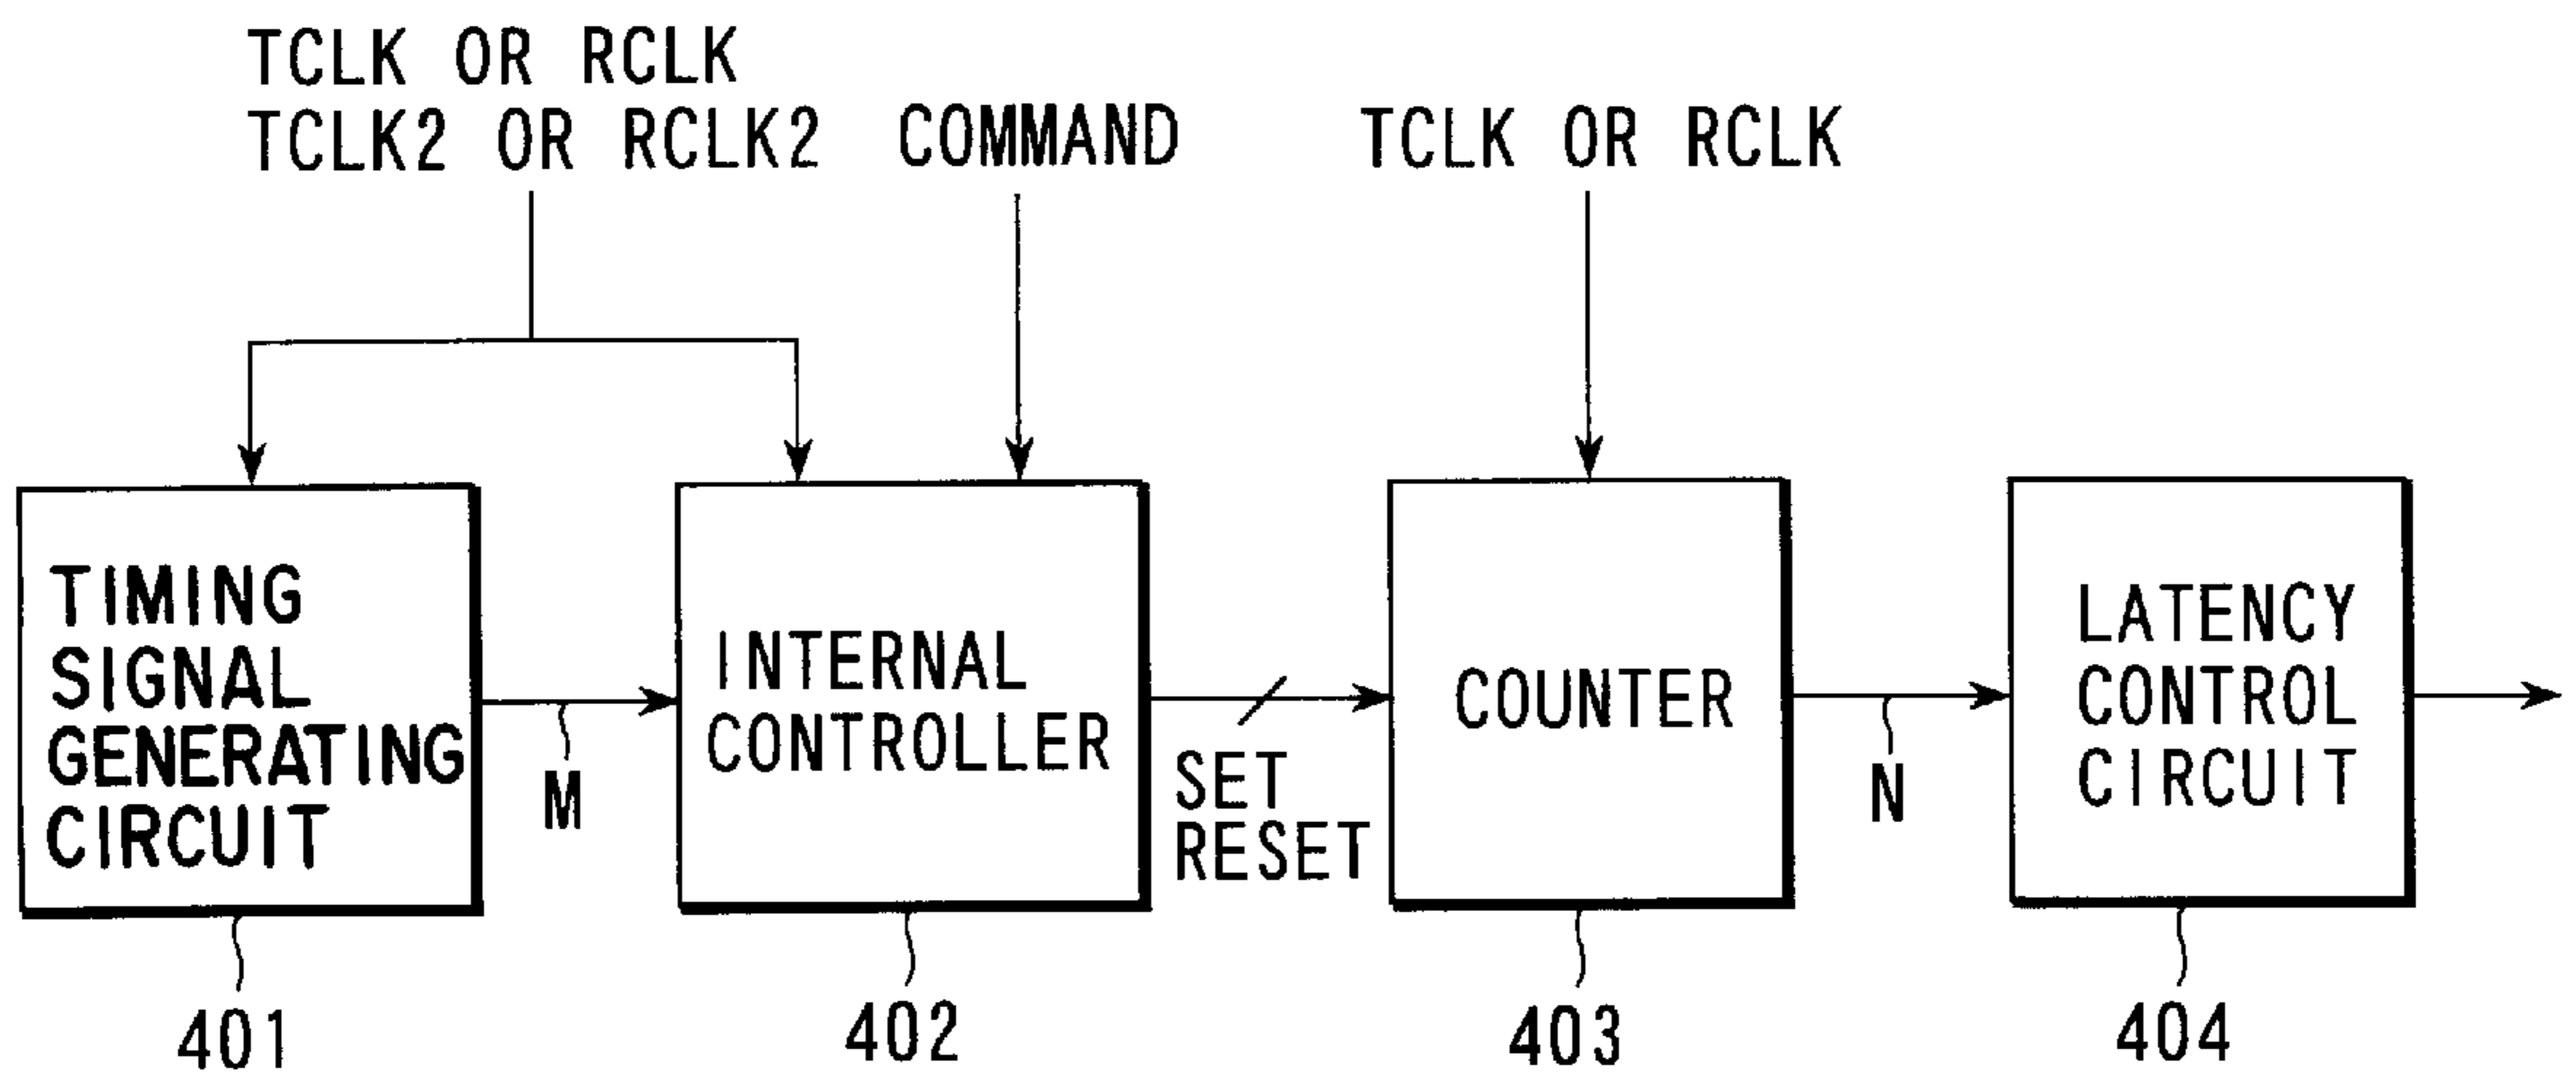 TCLK OR RCLK
TCLK2 OR RCLK2
COMMAND
TCLK OR RCLK
TIMING
SIGNAL
GENERATING
CIRCUIT
M
INTERNAL
CONTROLLER
SET
RESET
COUNTER
N
LATENCY
CONTROL
CIRCUIT
401
402
403
404